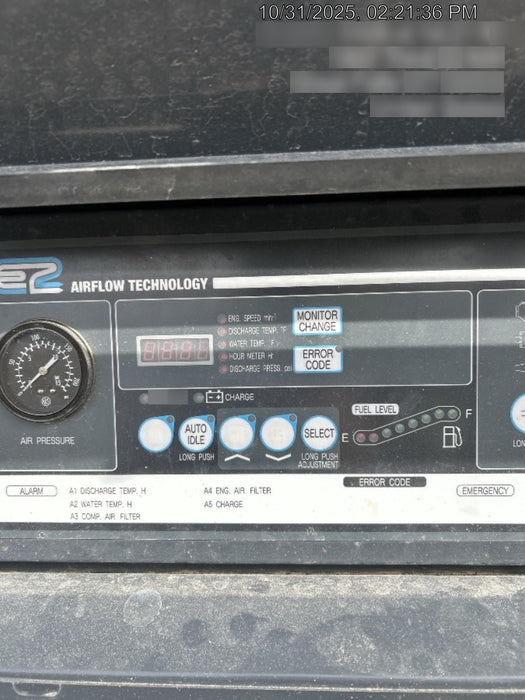 10/31/2025, 02:21:36 PM
AIRFLOW TECHNOLOGY
ENG. SPEED min⁻¹
DISCHARGE TEMP. °F
WATER TEMP. °F
HOUR METER Hr
DISCHARGE PRESS. psi
MONITOR
CHANGE
ERROR
CODE
AIR PRESSURE
CHARGE
AUTO
IDLE
LONG PUSH
SELECT
LONG PUSH
ADJUSTMENT
FUEL LEVEL
E
F
ERROR CODE
ALARM
A1 DISCHARGE TEMP. H
A2 WATER TEMP. H
A3 COMP. AIR FILTER
A4 ENG. AIR FILTER
A5 CHARGE
EMERGENCY